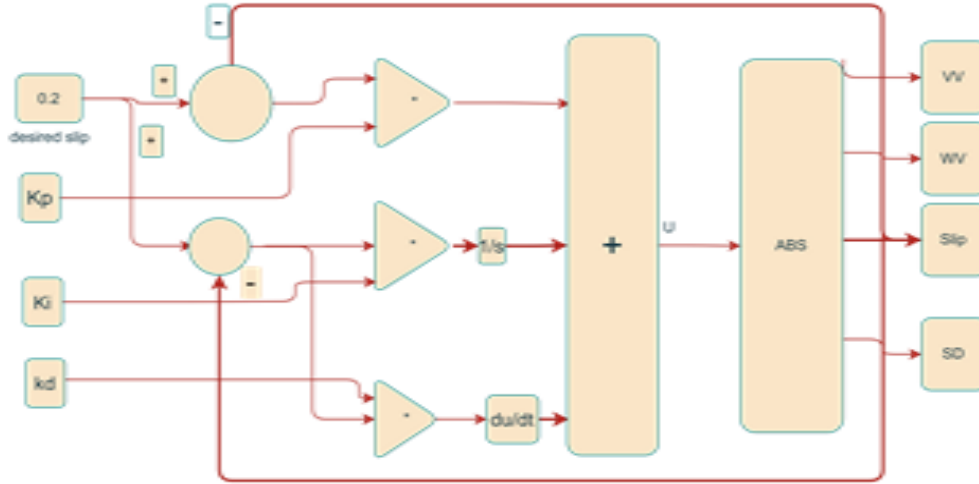 -
+
0.2
desired slip
+
Kp
Ki
-
kd
1/s
du/dt
+
U
ABS
VV
WV
Slip
SD